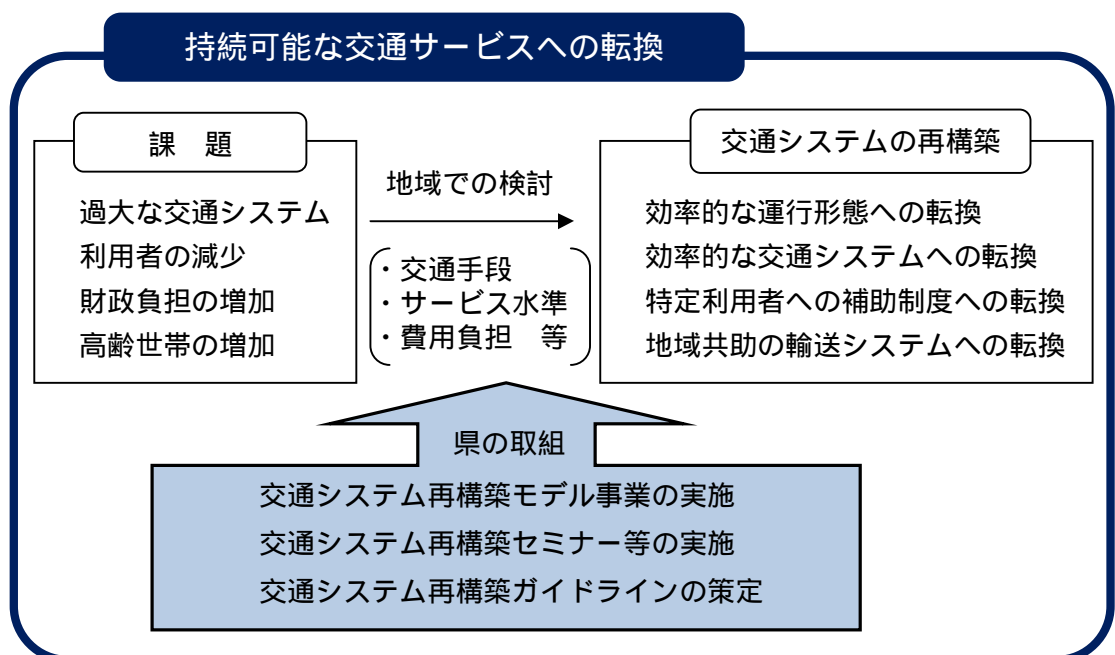 持続可能な交通サービスへの転換
課　題
過大な交通システム
利用者の減少
財政負担の増加
高齢世帯の増加
地域での検討
・交通手段
・サービス水準
・費用負担　等
交通システムの再構築
効率的な運行形態への転換
効率的な交通システムへの転換
特定利用者への補助制度への転換
地域共助の輸送システムへの転換
県の取組
交通システム再構築モデル事業の実施
交通システム再構築セミナー等の実施
交通システム再構築ガイドラインの策定